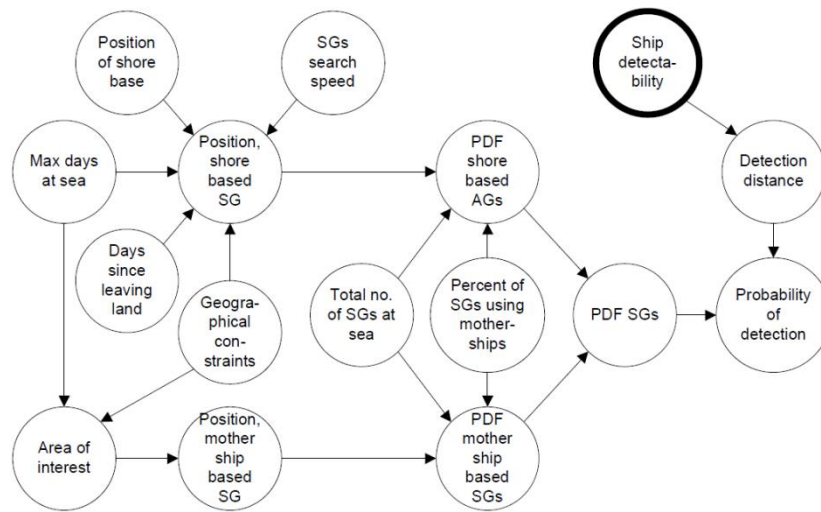 Position
of shore
base
SGs
search
speed
Ship
detecta-
bility
Max days
at sea
Position,
shore
based
SG
PDF
shore
based
AGs
Detection
distance
Days
since
leaving
land
Geogra-
phical con-
straints
Total no.
of SGs at
sea
Percent of
SGs using
mother-
ships
PDF SGs
Probability
of
detection
Area of
interest
Position,
mother
ship
based
SG
PDF
mother
ship
based
SGs